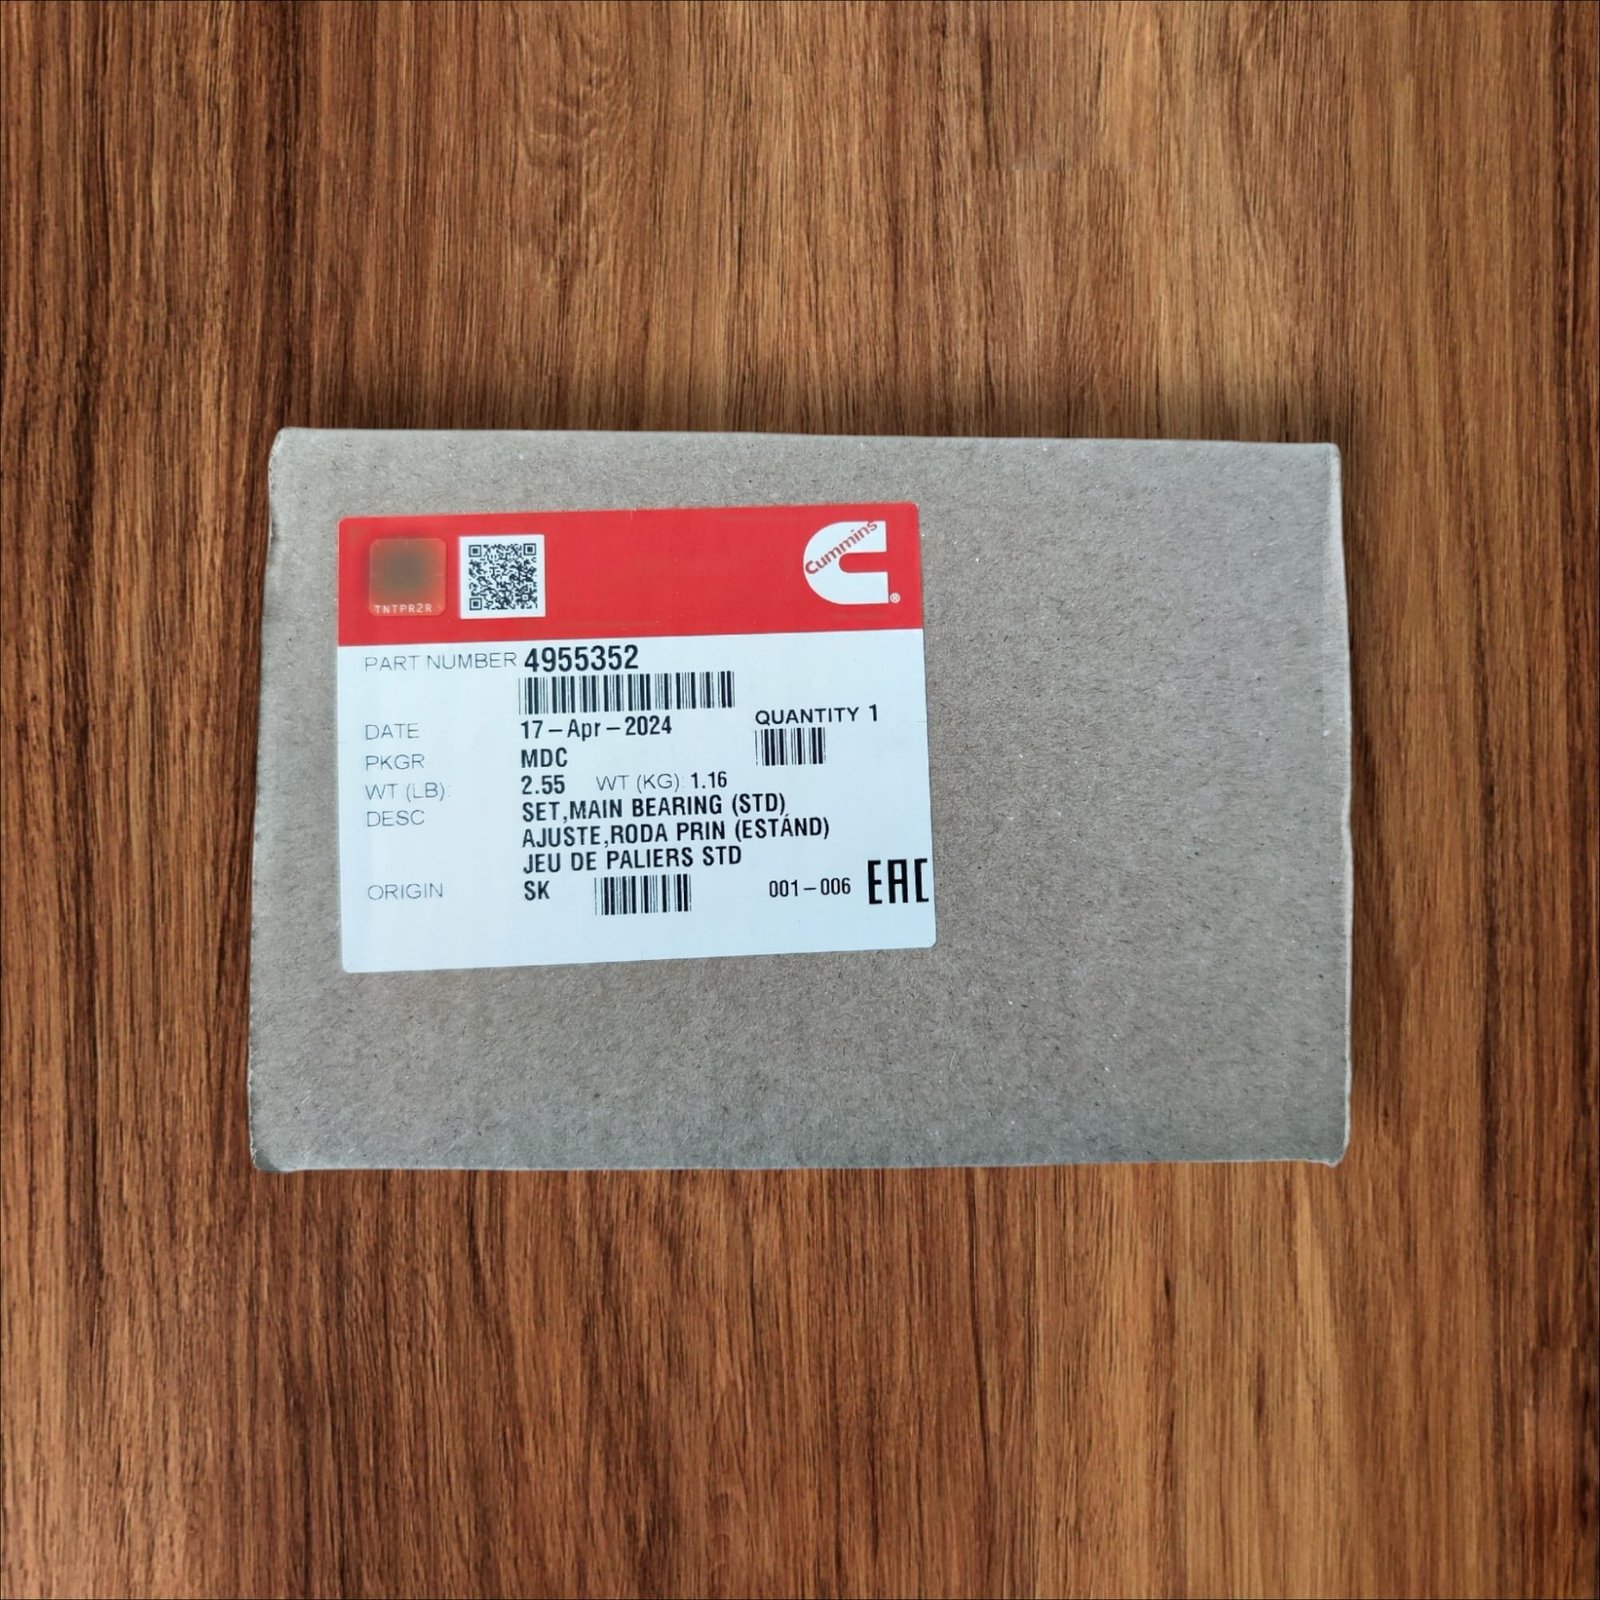 TNTPR2R
Cummins
®
PART NUMBER 4955352
DATE 17-Apr-2024 QUANTITY 1
PKGR MDC
WT (LB): 2.55 WT (KG): 1.16
DESC SET,MAIN BEARING (STD)
AJUSTE,RODA PRIN (ESTÁND)
JEU DE PALIERS STD
ORIGIN SK 001-006 EAC